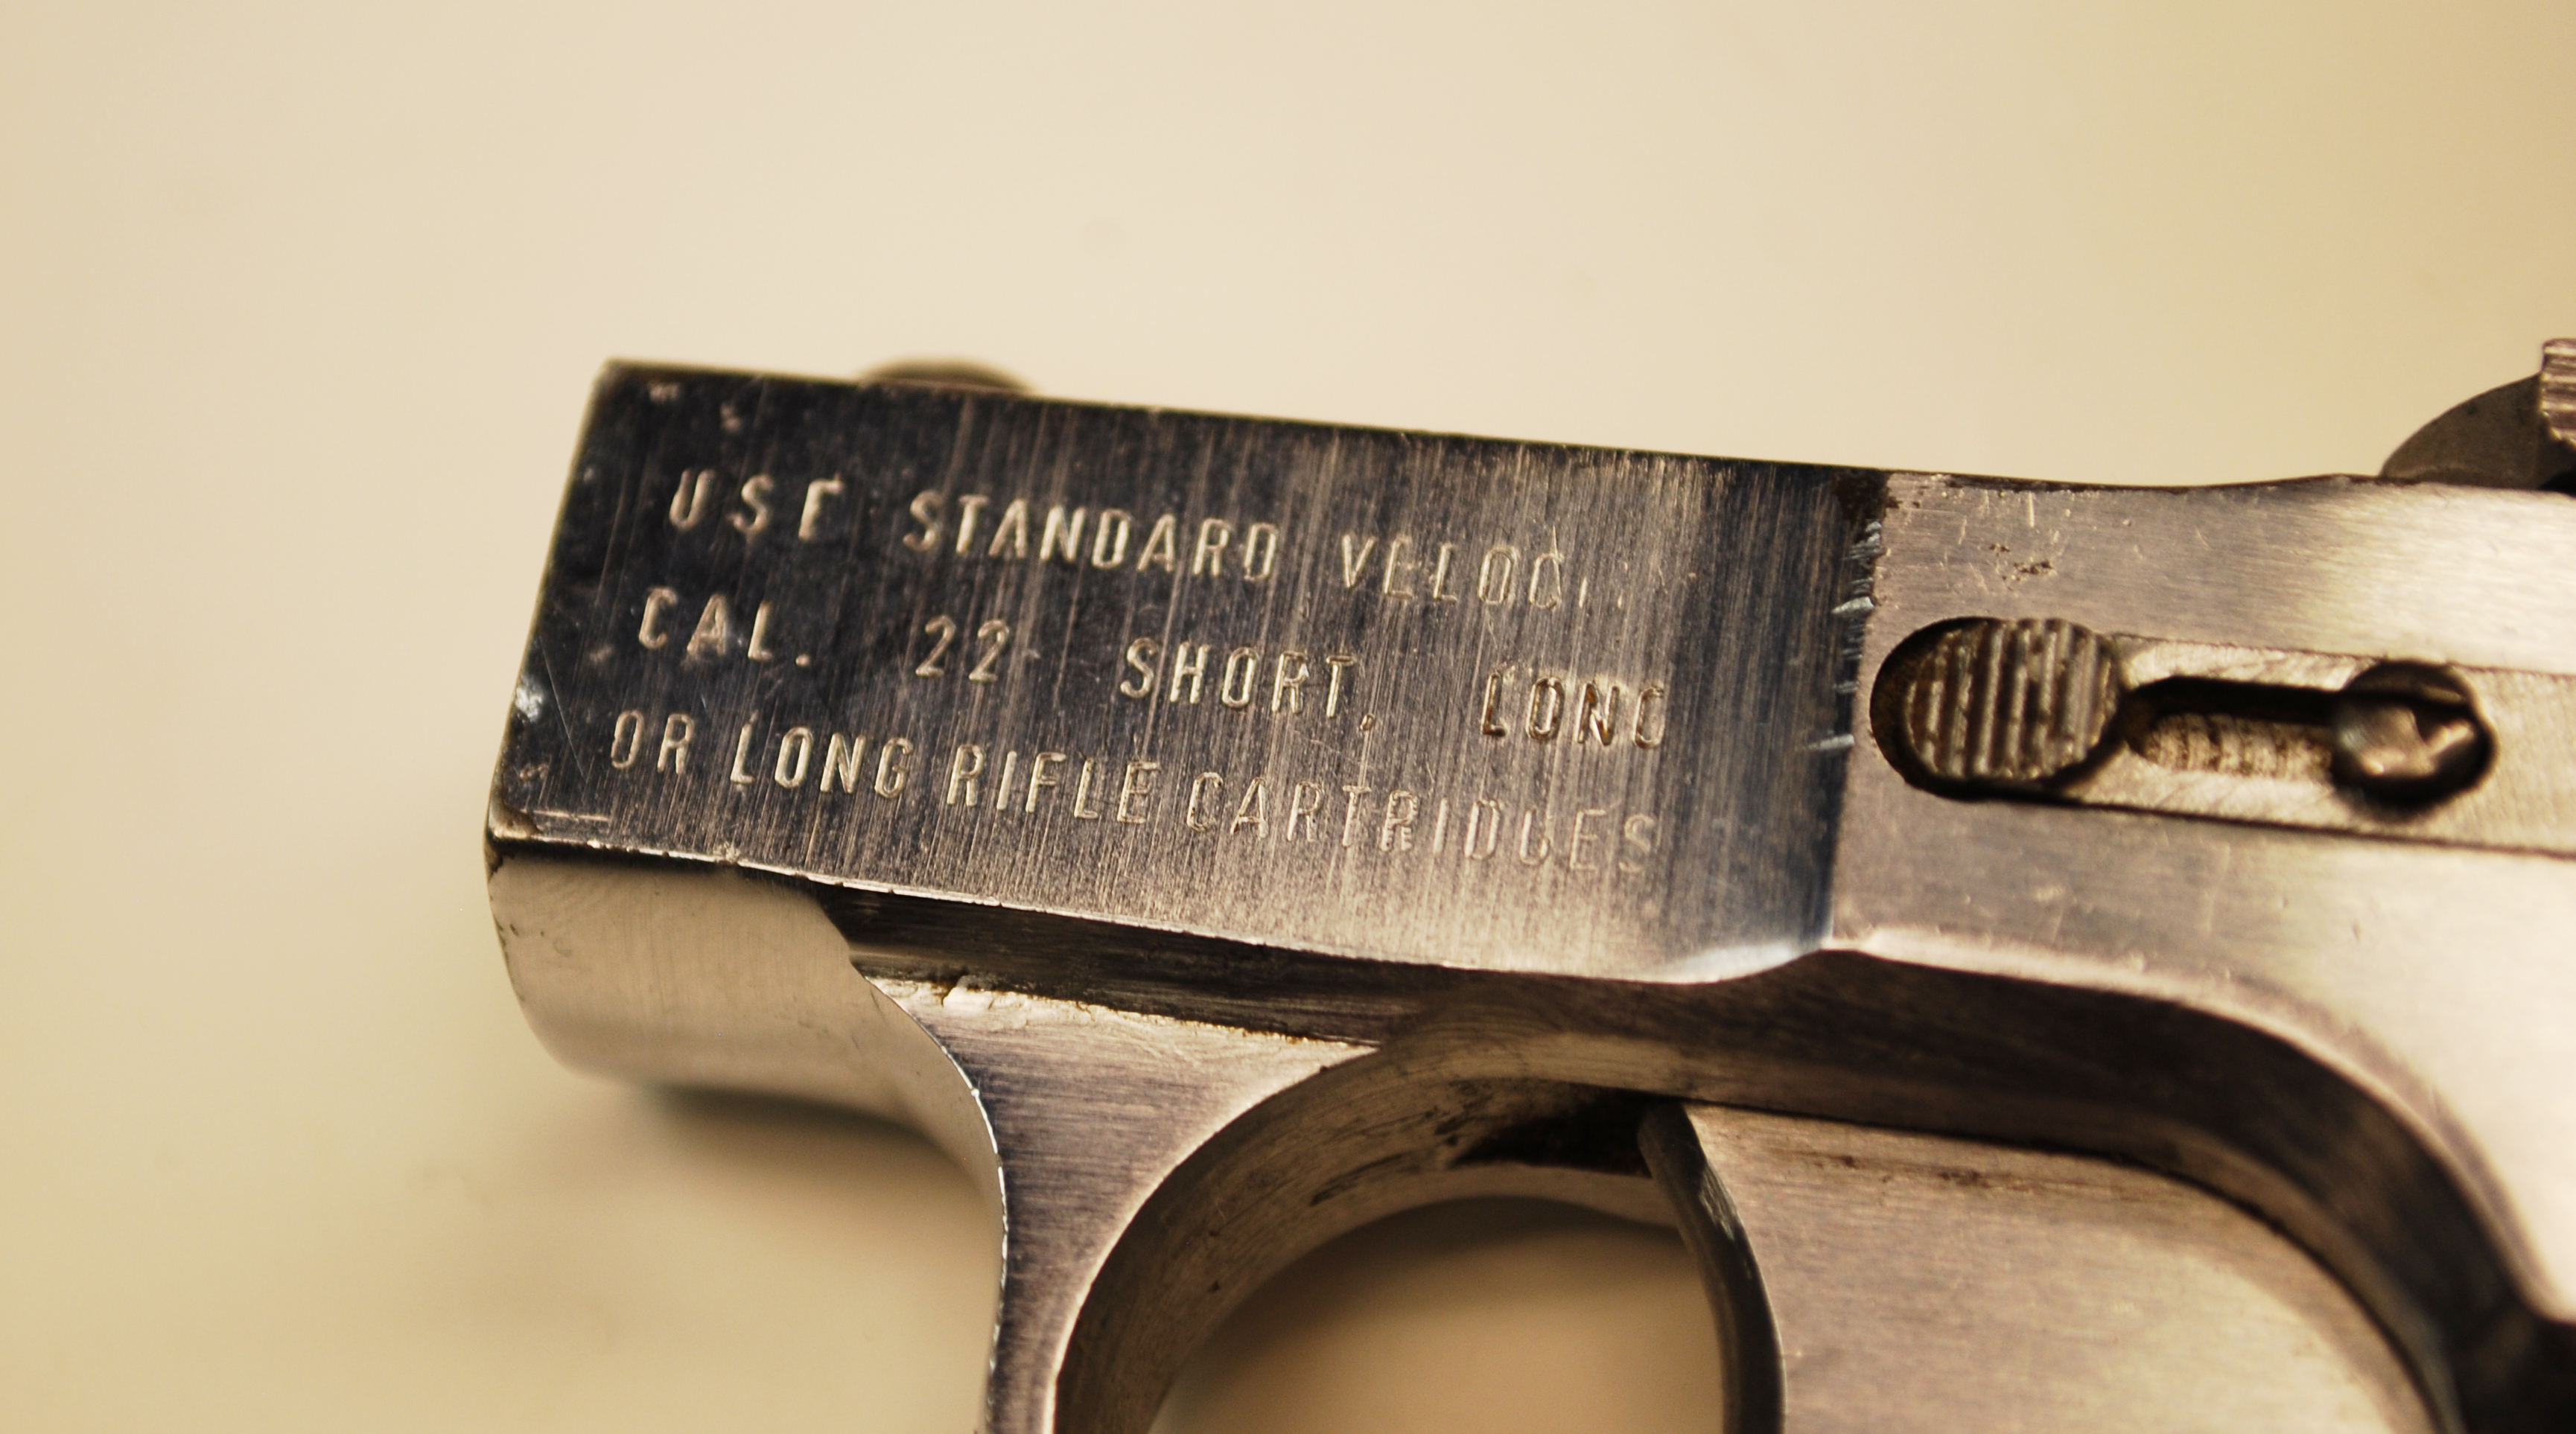 USE STANDARD
CAL. 22 SHORT, LONG
OR LONG RIFLE CARTRIDGES